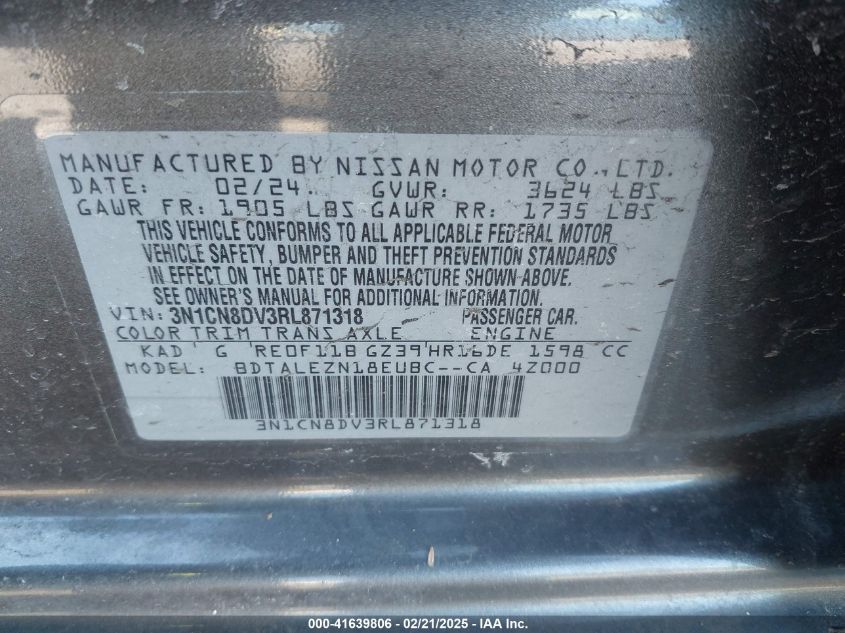 MANUFACTURED BY NISSAN MOTOR CO.,LTD.
DATE: 02/24 GVWR: 3624 LBS
GAWR FR: 1905 LBS GAWR RR: 1735 LBS
THIS VEHICLE CONFORMS TO ALL APPLICABLE FEDERAL MOTOR
VEHICLE SAFETY, BUMPER AND THEFT PREVENTION STANDARDS
IN EFFECT ON THE DATE OF MANUFACTURE SHOWN ABOVE.
SEE OWNER'S MANUAL FOR ADDITIONAL INFORMATION.
VIN: 3N1CN8DV3RL871318 PASSENGER CAR.
COLOR TRIM TRANS AXLE ENGINE
KAD G RE0F11B GZ39 HR16DE 1598 CC
MODEL: BDTALEZN18EUBC--CA 4Z000
3N1CN8DV3RL871318
000-41639806 - 02/21/2025 - IAA Inc.